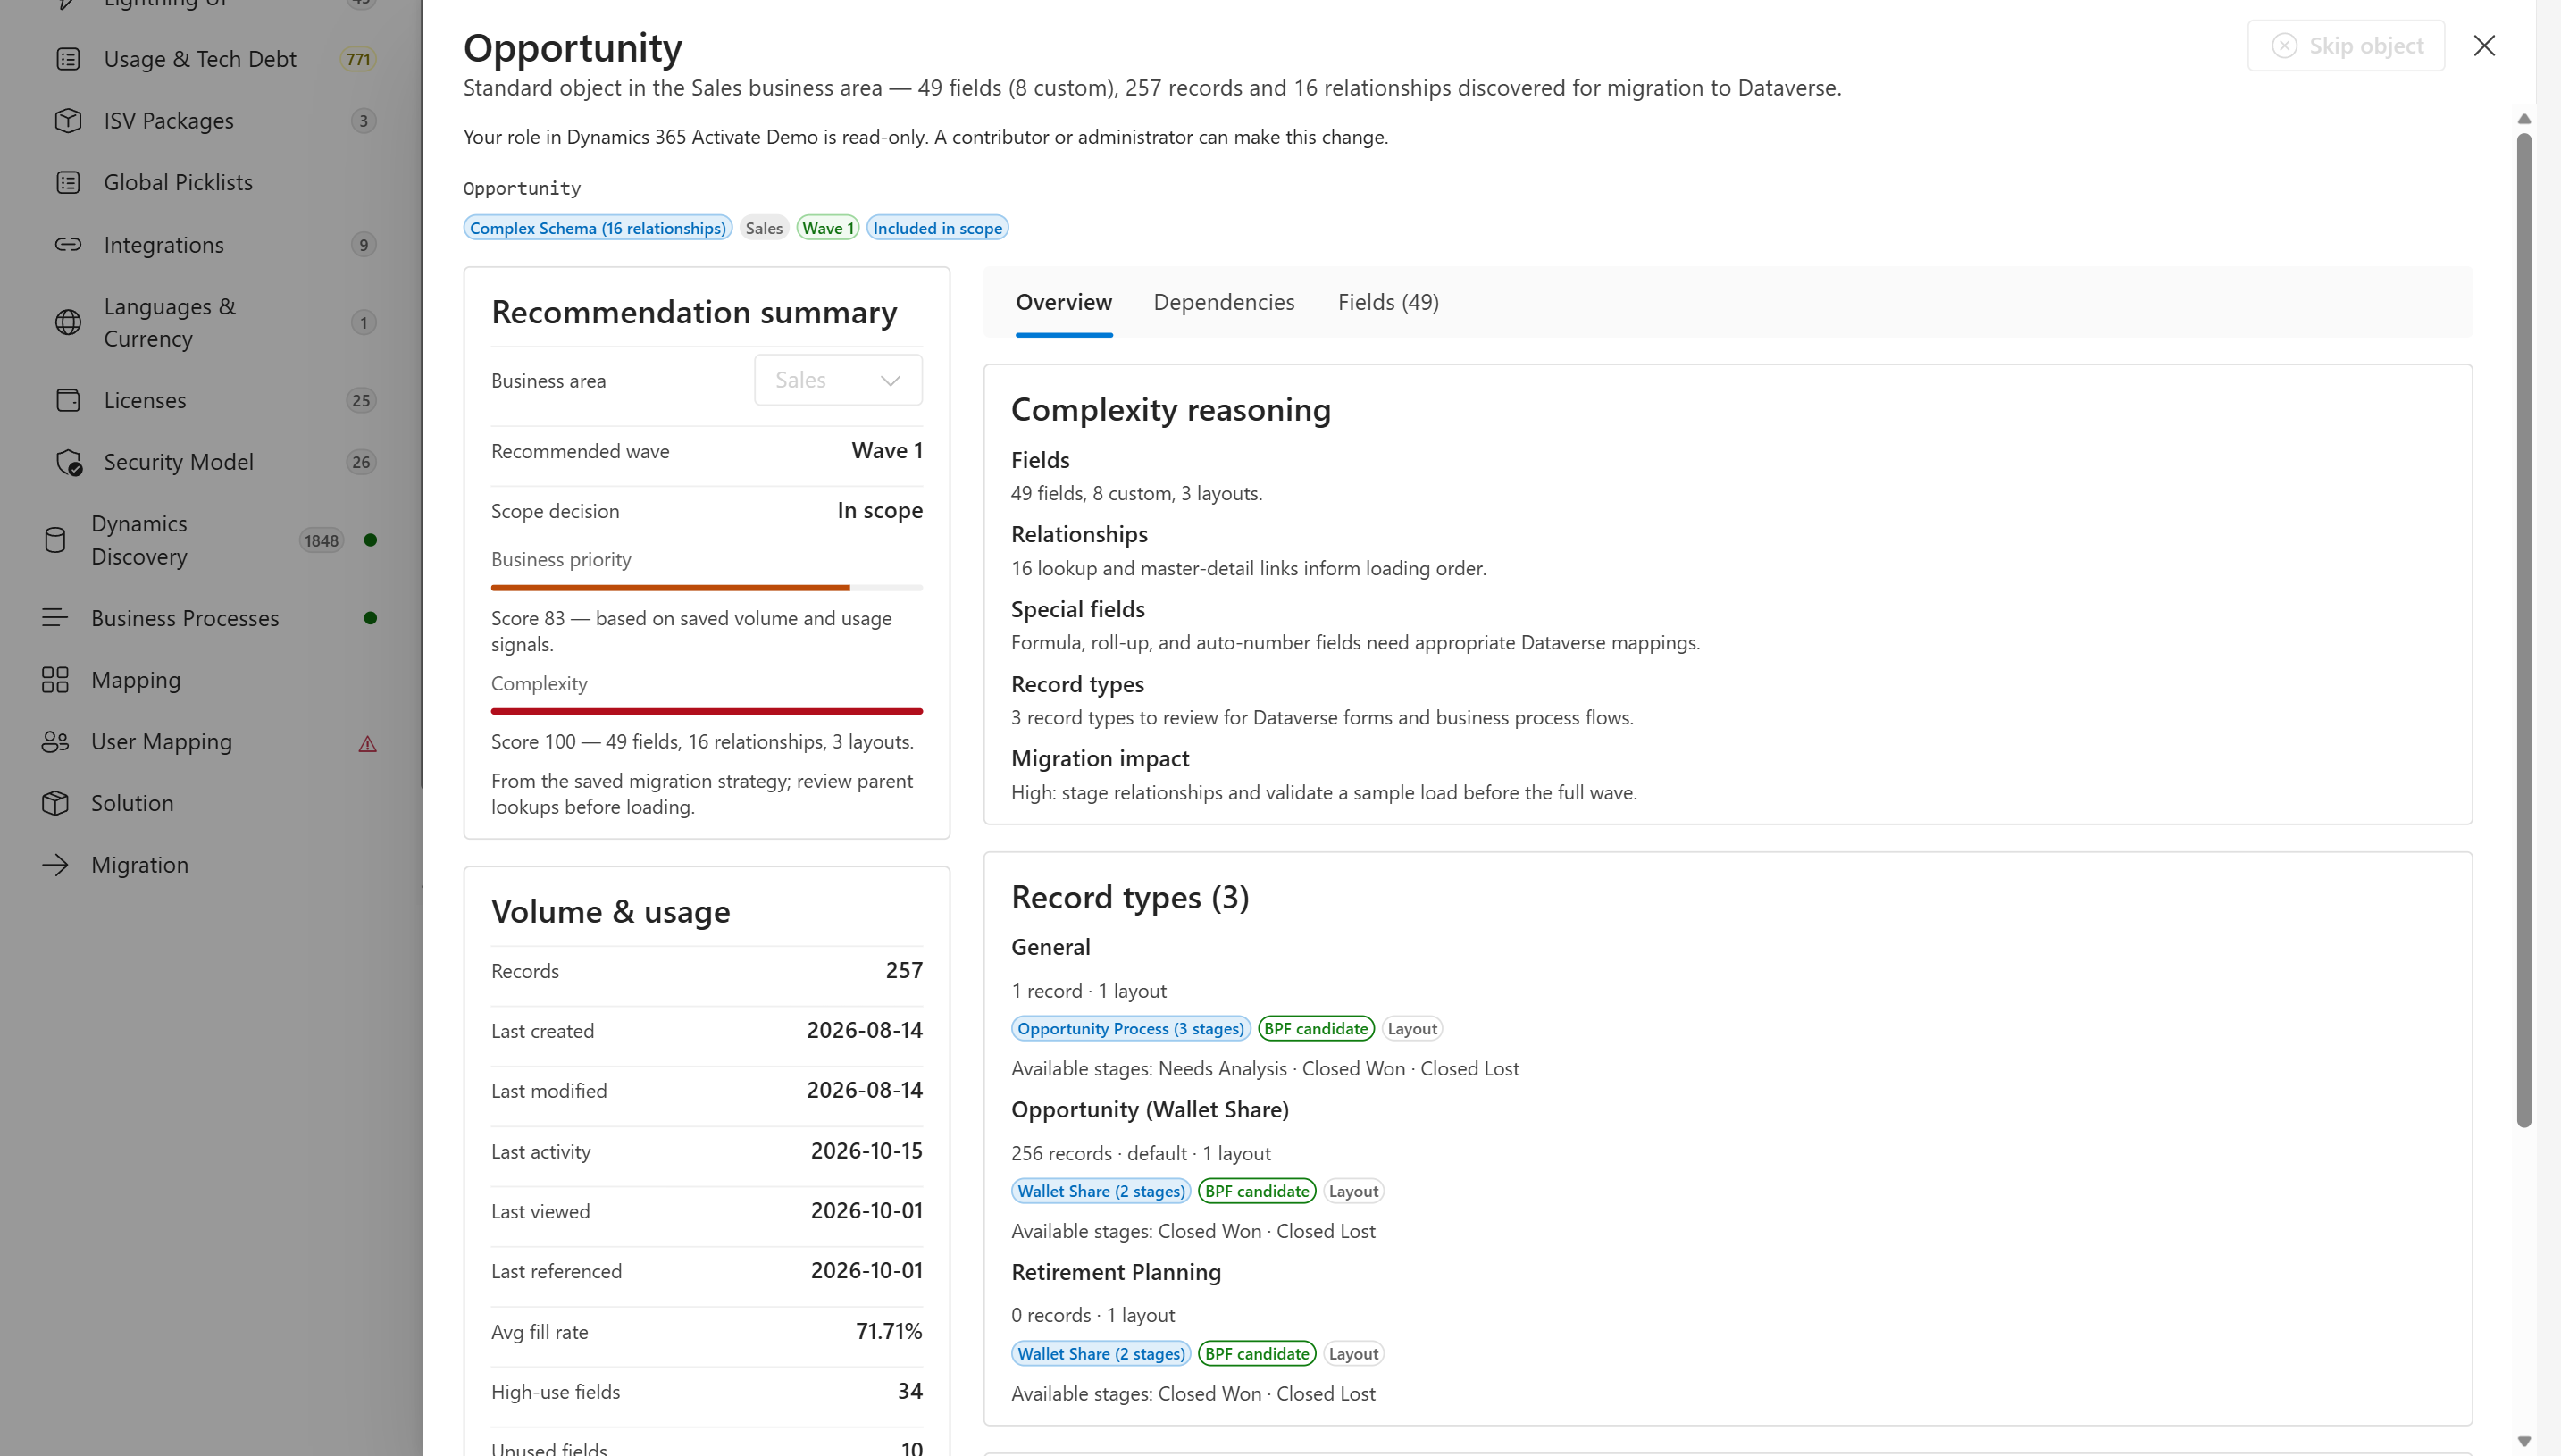 Lightning UI
Usage & Tech Debt 771
ISV Packages 3
Global Picklists
Integrations 9
Languages &
Currency 1
Licenses 25
Security Model 26
Dynamics
Discovery 1848
Business Processes
Mapping
User Mapping
Solution
Migration
Opportunity
Skip object
Standard object in the Sales business area — 49 fields (8 custom), 257 records and 16 relationships discovered for migration to Dataverse.
Your role in Dynamics 365 Activate Demo is read-only. A contributor or administrator can make this change.
Opportunity
Complex Schema (16 relationships) Sales Wave 1 Included in scope
Recommendation summary
Business area Sales
Recommended wave Wave 1
Scope decision In scope
Business priority
Score 83 — based on saved volume and usage
signals.
Complexity
Score 100 — 49 fields, 16 relationships, 3 layouts.
From the saved migration strategy; review parent
lookups before loading.
Volume & usage
Records 257
Last created 2026-08-14
Last modified 2026-08-14
Last activity 2026-10-15
Last viewed 2026-10-01
Last referenced 2026-10-01
Avg fill rate 71.71%
High-use fields 34
Unused fields 10
Overview Dependencies Fields (49)
Complexity reasoning
Fields
49 fields, 8 custom, 3 layouts.
Relationships
16 lookup and master-detail links inform loading order.
Special fields
Formula, roll-up, and auto-number fields need appropriate Dataverse mappings.
Record types
3 record types to review for Dataverse forms and business process flows.
Migration impact
High: stage relationships and validate a sample load before the full wave.
Record types (3)
General
1 record · 1 layout
Opportunity Process (3 stages) BPF candidate Layout
Available stages: Needs Analysis · Closed Won · Closed Lost
Opportunity (Wallet Share)
256 records · default · 1 layout
Wallet Share (2 stages) BPF candidate Layout
Available stages: Closed Won · Closed Lost
Retirement Planning
0 records · 1 layout
Wallet Share (2 stages) BPF candidate Layout
Available stages: Closed Won · Closed Lost